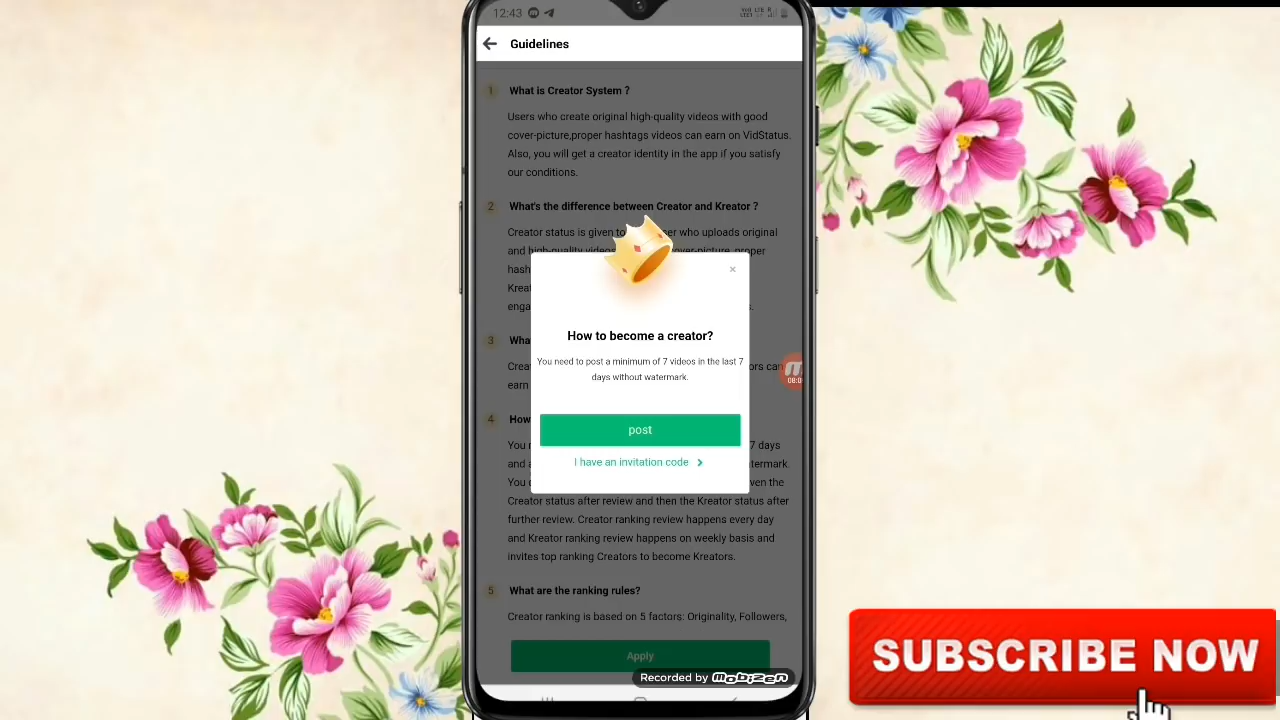 12:43
Guidelines
1 What is Creator System ?
Users who create original high-quality videos with good
cover-picture,proper hashtags videos can earn on VidStatus.
Also, you will get a creator identity in the app if you satisfy
our conditions.
2 What's the difference between Creator and Kreator ?
Creator status is given to who uploads original
and high-quality cover-picture, proper
×
How to become a creator?
You need to post a minimum of 7 videos in the last 7
days without watermark.
post
I have an invitation code >
3
earn
4 How
7 days
and
Creator status after review and then the Kreator status after
further review. Creator ranking review happens every day
and Kreator ranking review happens on weekly basis and
invites top ranking Creators to become Kreators.
5 What are the ranking rules?
Creator ranking is based on 5 factors: Originality, Followers,
Apply
Recorded by Mobizen
SUBSCRIBE NOW